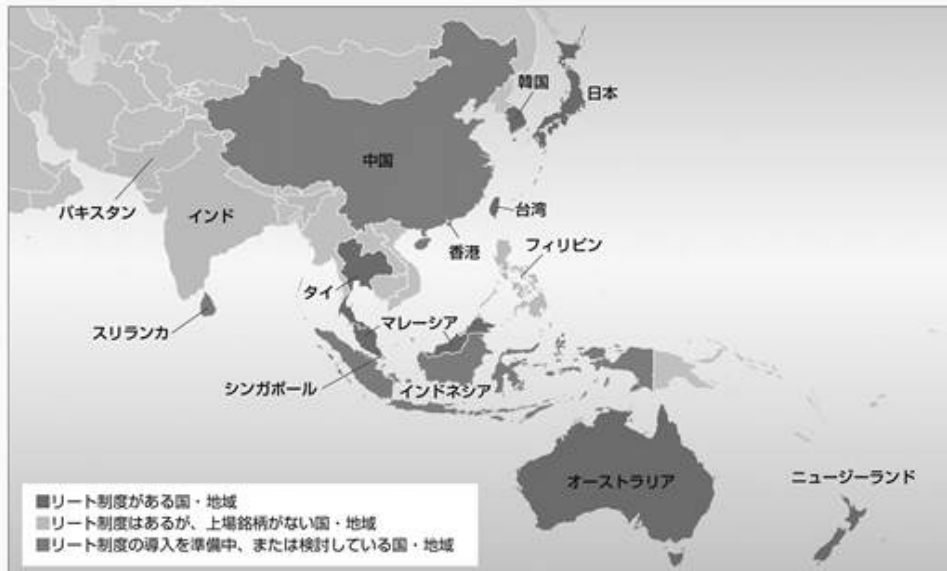 韓国
日本
中国
パキスタン
インド
台湾
香港
フィリピン
タイ
スリランカ
マレーシア
シンガポール
インドネシア
オーストラリア
ニュージーランド
■リート制度がある国・地域
■リート制度はあるが、上場銘柄がない国・地域
■リート制度の導入を準備中、または検討している国・地域